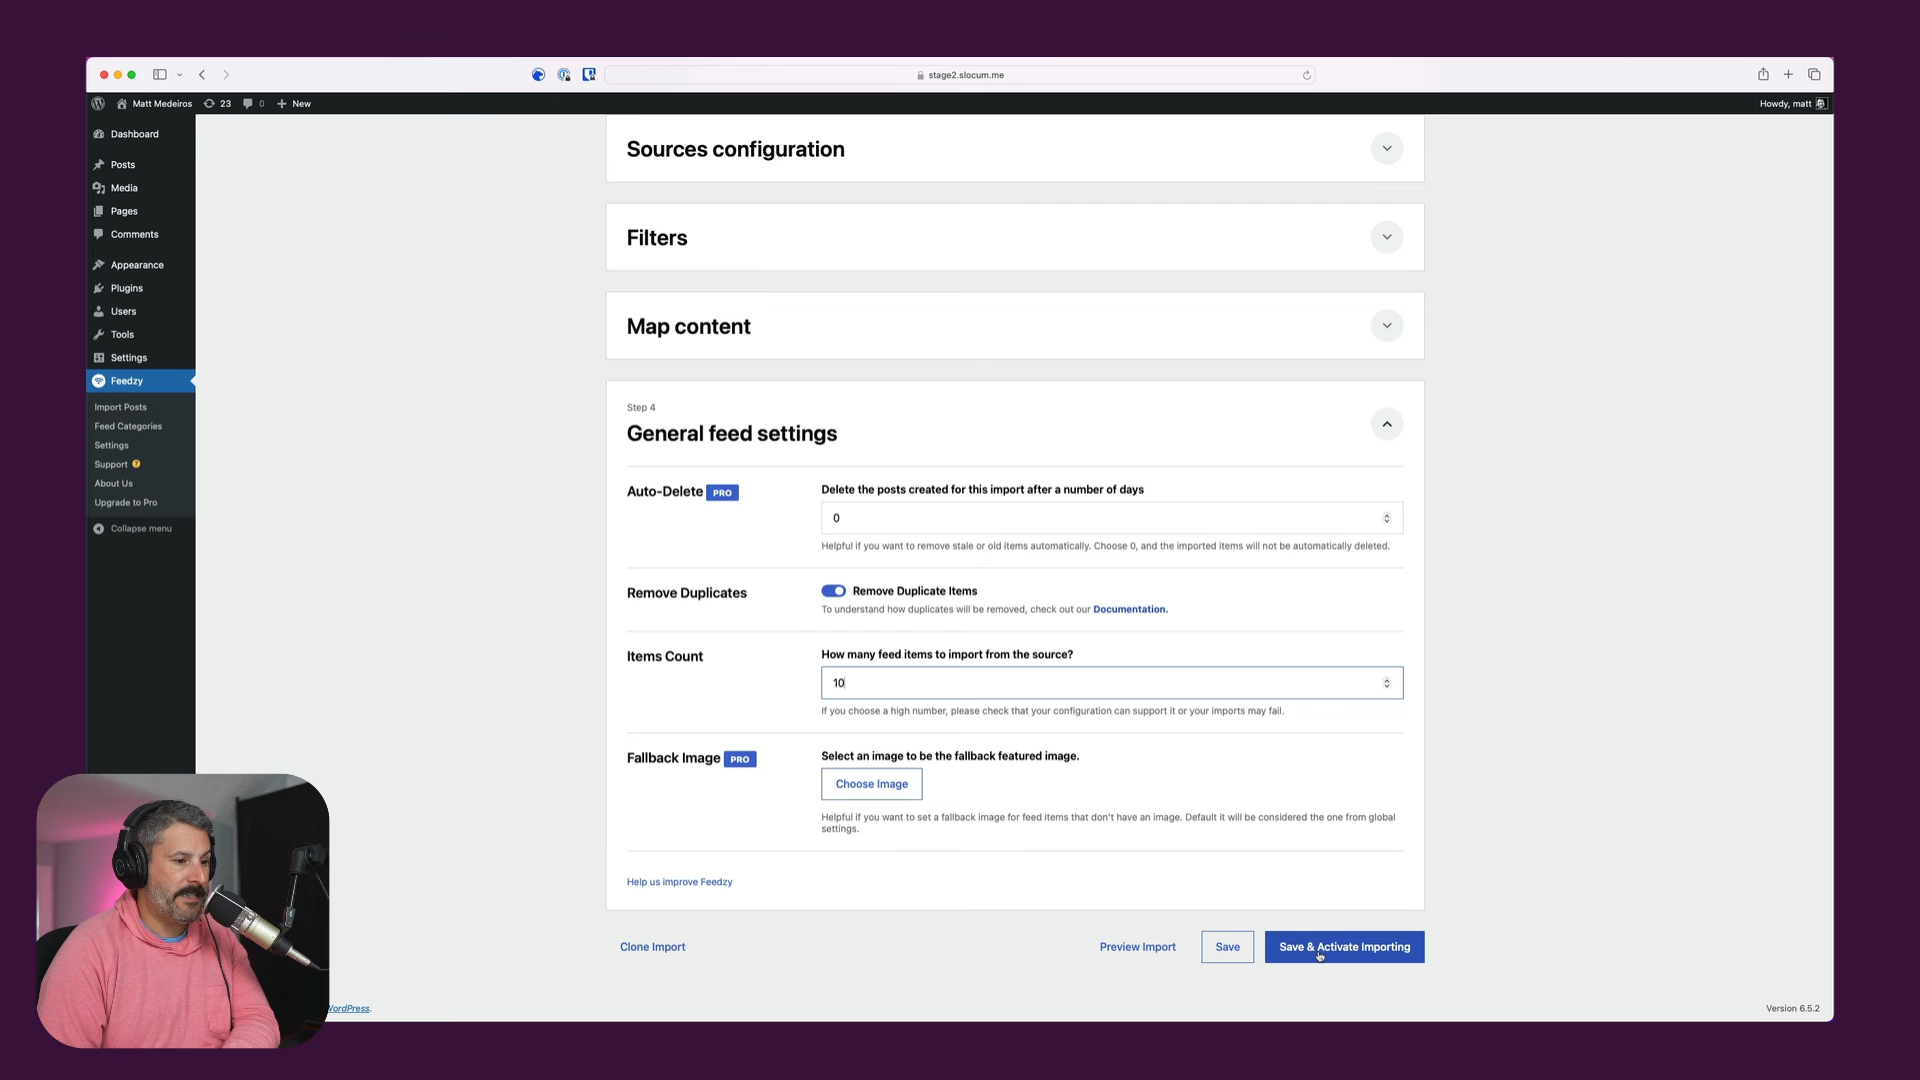 stage2.slocum.me
Matt Medeiros 23 0 New
Howdy, matt
Dashboard
Posts
Media
Pages
Comments
Appearance
Plugins
Users
Tools
Settings
Feedzy
Import Posts
Feed Categories
Settings
Support ?
About Us
Upgrade to Pro
Collapse menu
Sources configuration
Filters
Map content
Step 4
General feed settings
Auto-Delete PRO
Delete the posts created for this import after a number of days
0
Helpful if you want to remove stale or old items automatically. Choose 0, and the imported items will not be automatically deleted.
Remove Duplicates
Remove Duplicate Items
To understand how duplicates will be removed, check out our Documentation.
Items Count
How many feed items to import from the source?
10
If you choose a high number, please check that your configuration can support it or your imports may fail.
Fallback Image PRO
Select an image to be the fallback featured image.
Choose Image
Helpful if you want to set a fallback image for feed items that don't have an image. Default it will be considered the one from global
settings.
Help us improve Feedzy
Clone Import
Preview Import
Save
Save & Activate Importing
WordPress.
Version 6.5.2